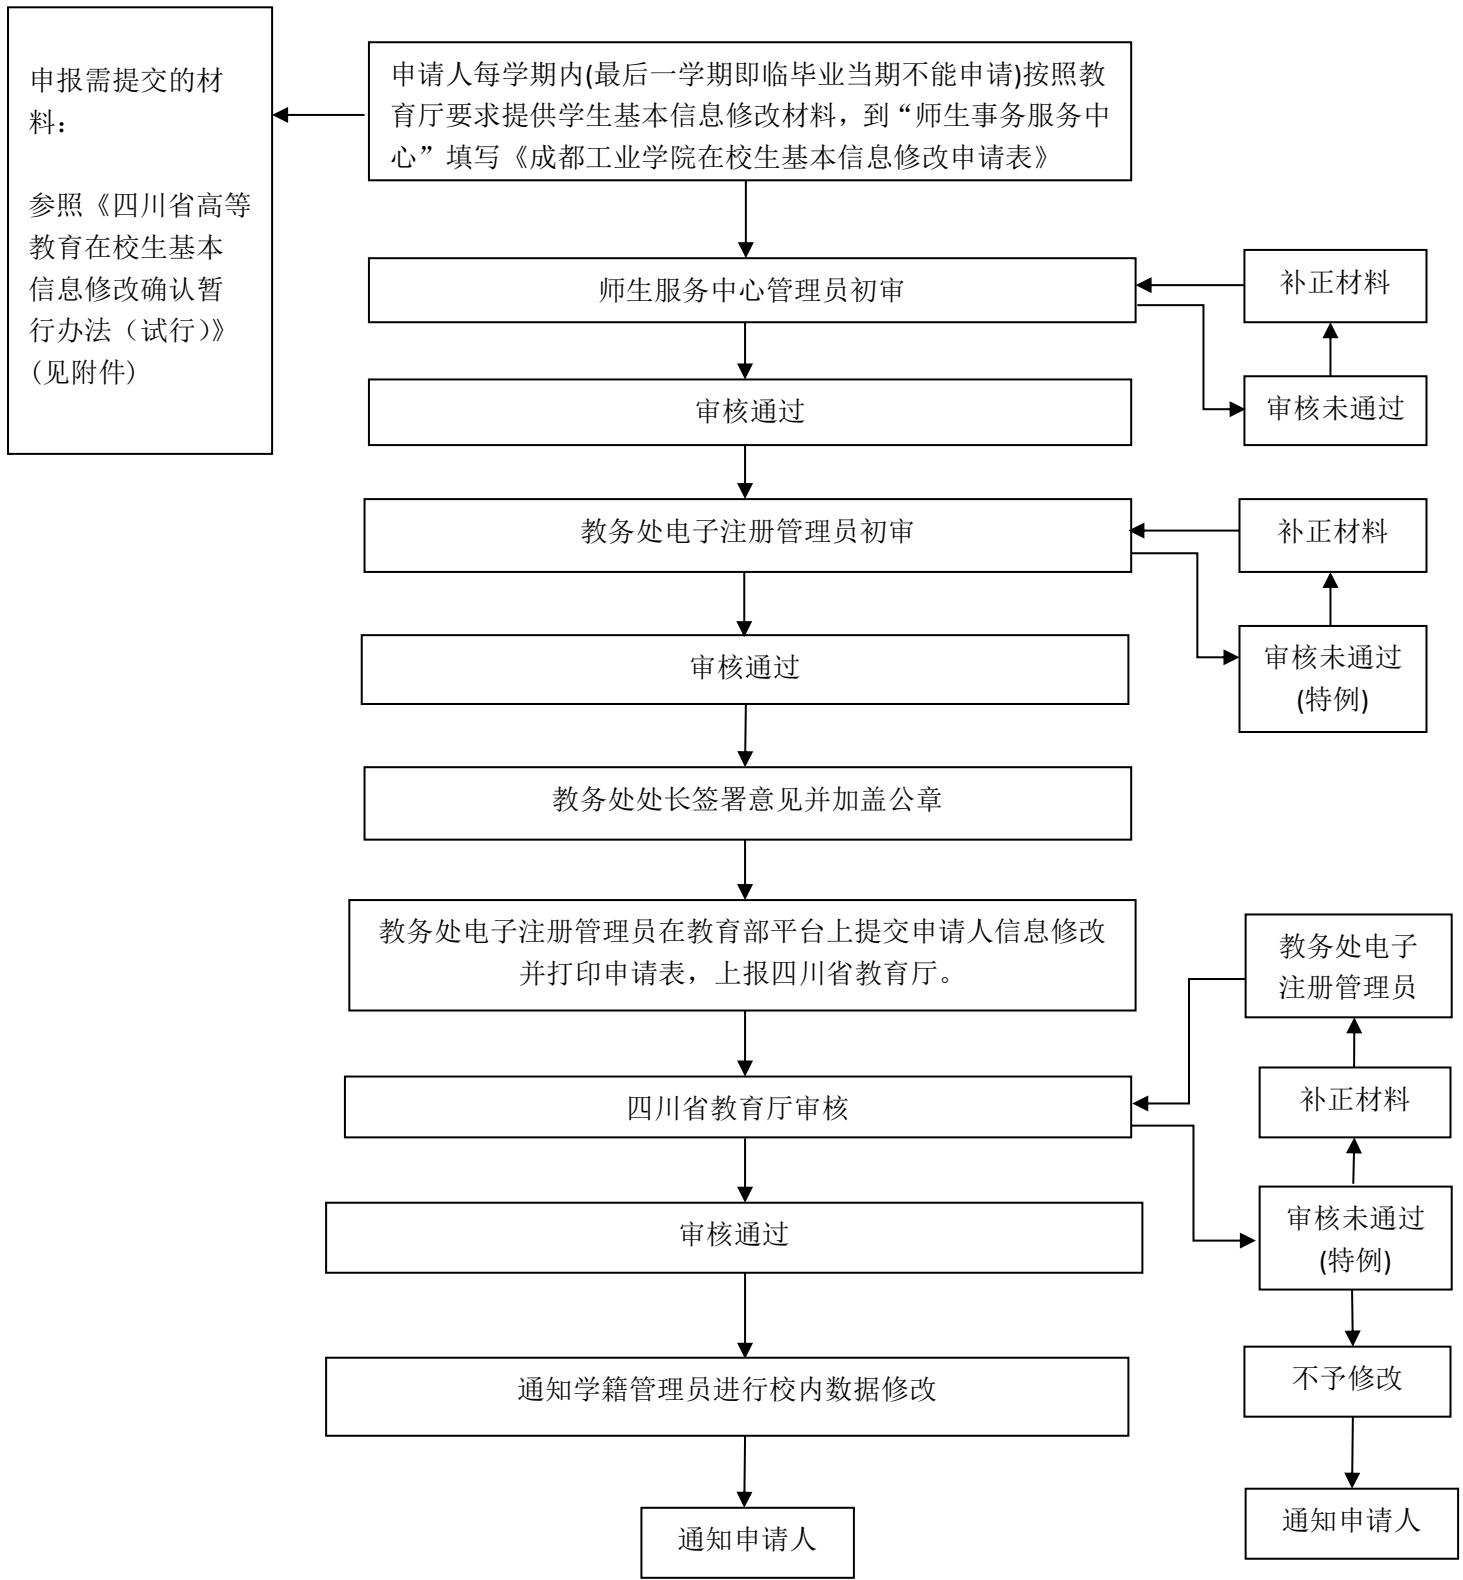 申报需提交的材
料：
参照《四川省高等
教育在校生基本
信息修改确认暂
行办法（试行）》
(见附件)
申请人每学期内(最后一学期即临毕业当期不能申请)按照教
育厅要求提供学生基本信息修改材料，到“师生事务服务中
心”填写《成都工业学院在校生基本信息修改申请表》
师生服务中心管理员初审
补正材料
审核通过
审核未通过
教务处电子注册管理员初审
补正材料
审核通过
审核未通过
(特例)
教务处处长签署意见并加盖公章
教务处电子注册管理员在教育部平台上提交申请人信息修改
并打印申请表，上报四川省教育厅。
教务处电子
注册管理员
四川省教育厅审核
补正材料
审核通过
审核未通过
(特例)
通知学籍管理员进行校内数据修改
不予修改
通知申请人
通知申请人